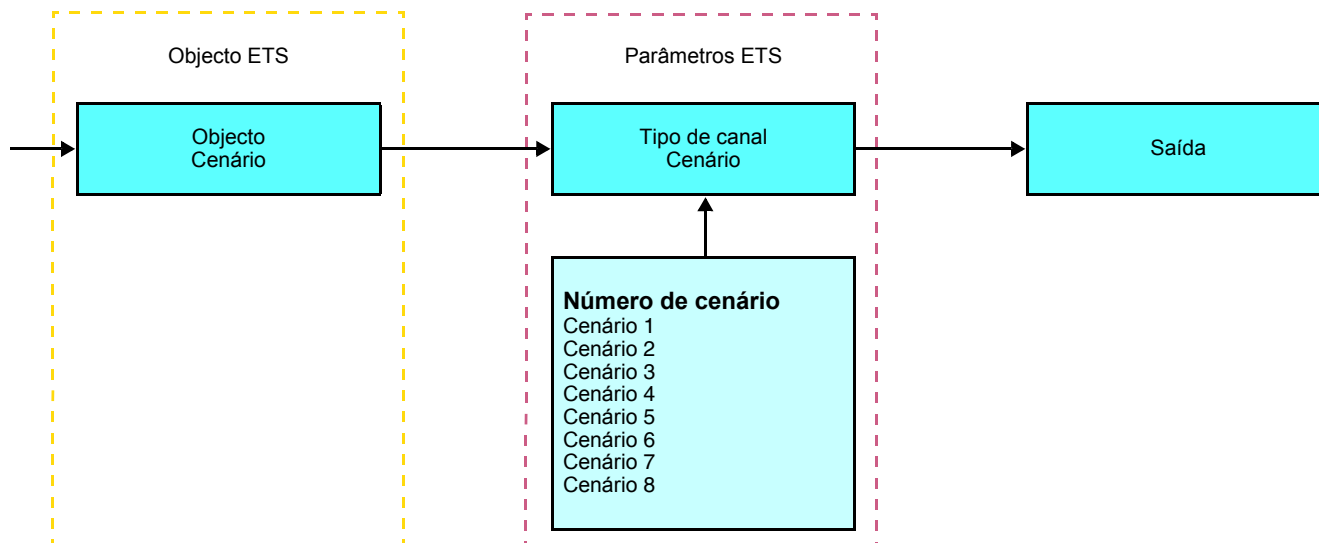 Objecto ETS
Parâmetros ETS
Objecto
Cenário
Tipo de canal
Cenário
Saída
Número de cenário
Cenário 1
Cenário 2
Cenário 3
Cenário 4
Cenário 5
Cenário 6
Cenário 7
Cenário 8